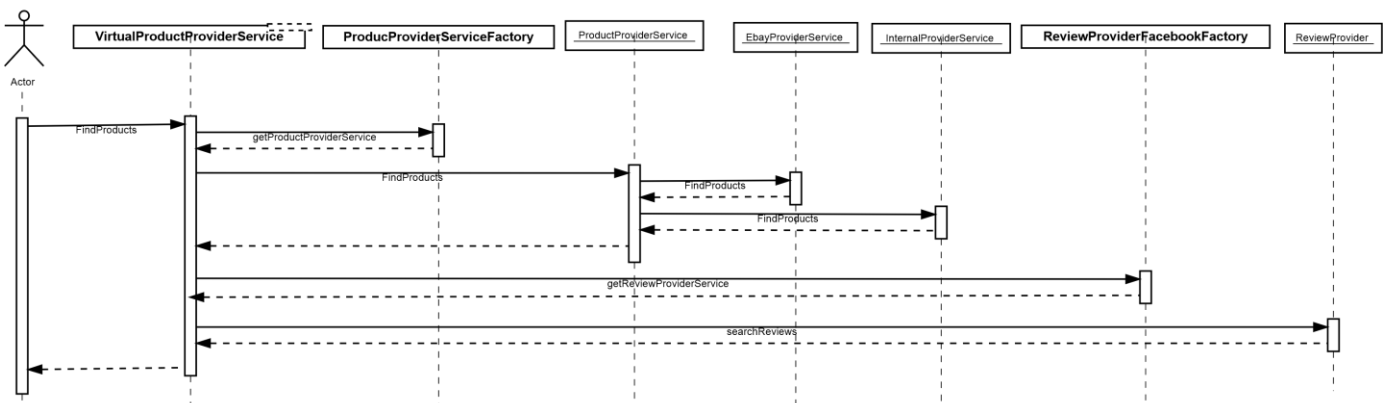 VirtualProductProviderService
ProducProviderServiceFactory
ProductProviderService
EbayProviderService
InternalProviderService
ReviewProviderFacebookFactory
ReviewProvider
Actor
FindProducts
getProductProviderService
FindProducts
FindProducts
FindProducts
getReviewProviderService
searchReviews